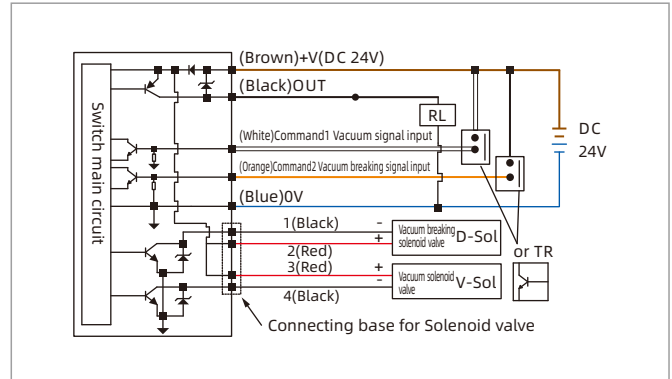 (Brown)+V(DC 24V)
(Black)OUT
RL
(White)Command1 Vacuum signal input
DC
24V
(Orange)Command2 Vacuum breaking signal input
(Blue)0V
Switch main circuit
1(Black)
-
+
Vacuum breaking
solenoid valve
D-Sol
2(Red)
or TR
3(Red)
+
-
Vacuum solenoid
valve
V-Sol
4(Black)
Connecting base for Solenoid valve